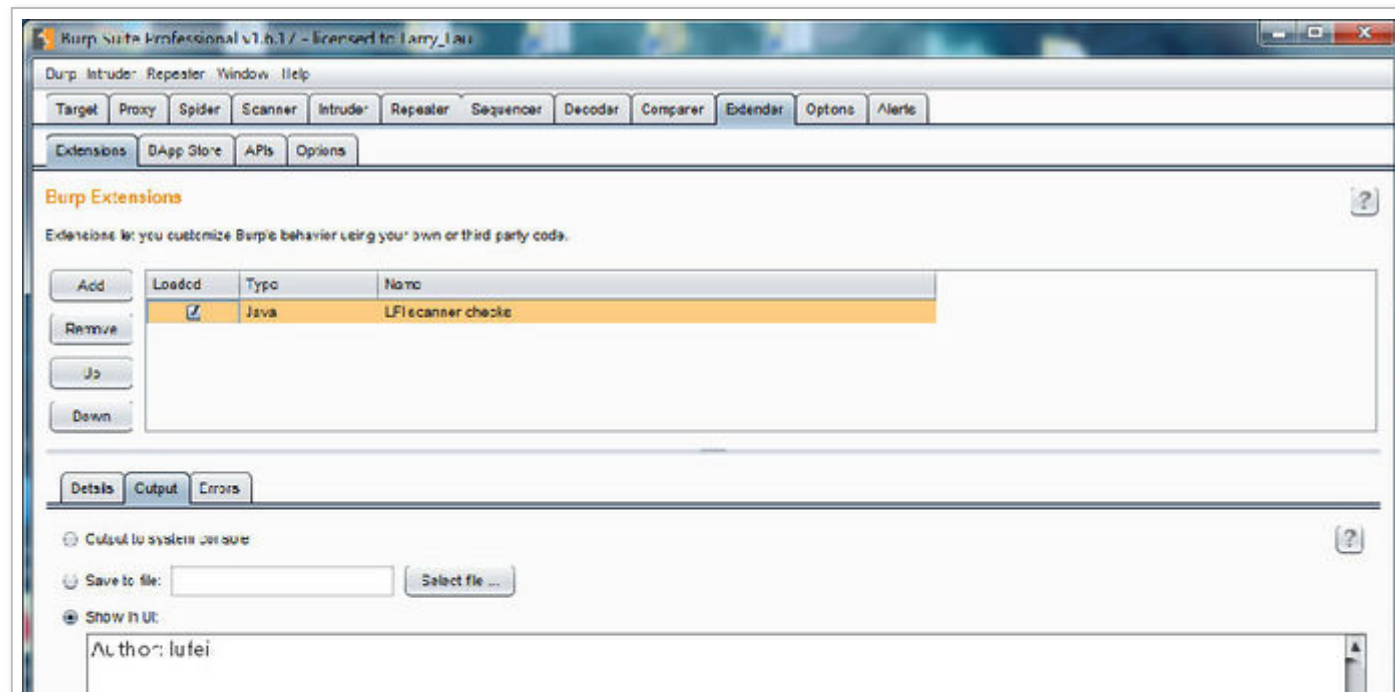 Burp Suite Professional v1.6.17 - licensed to Larry_Lau
Burp Intruder Repeater Window Help
Target Proxy Spider Scanner Intruder Repeater Sequencer Decoder Comparer Extender Options Alerts
Extensions BApp Store APIs Options
Burp Extensions
?
Extensions let you customize Burp's behavior using your own or third party code.
Add
Loaded Type Name
Java LFI scanner checks
Remove
Up
Down
Details Output Errors
Output to system console
?
Save to file: Select file ...
Show in UI:
Author: lufei